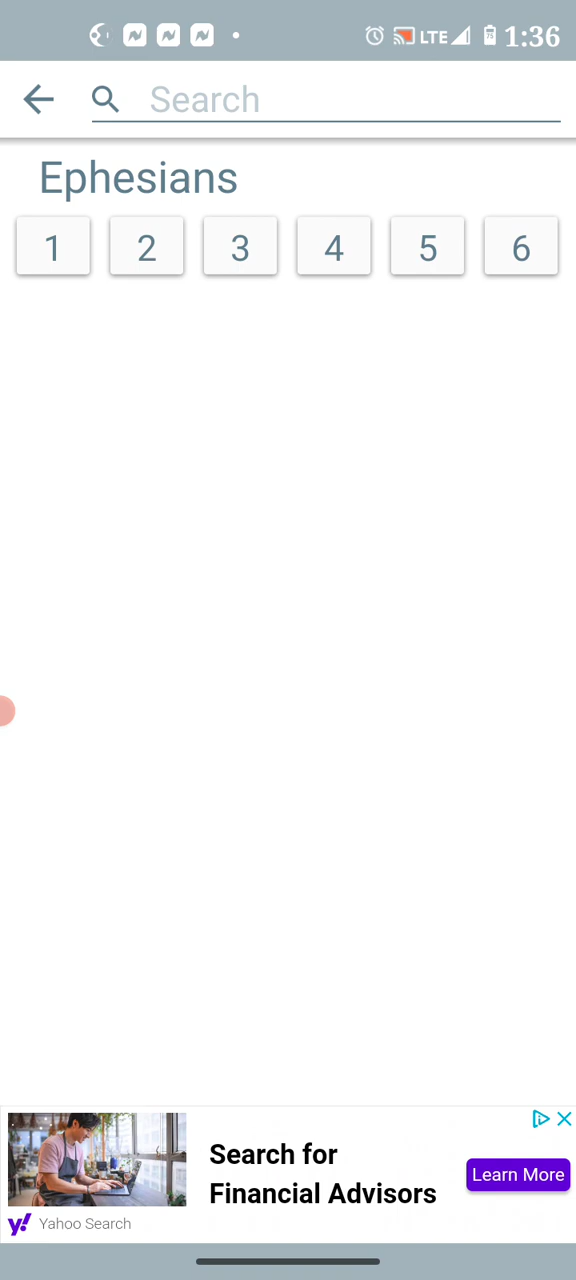 LTE 75 1:36
Search
Ephesians
1 2 3 4 5 6
Search for
Financial Advisors
Learn More
y! Yahoo Search